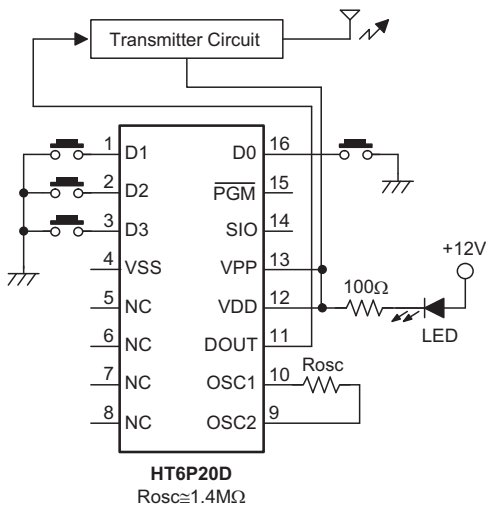 Transmitter Circuit
1 D1
D0 16
2 D2
PGM 15
3 D3
SIO 14
4 VSS
VPP 13
+12V
5 NC
VDD 12
100Ω
LED
6 NC
DOUT 11
7 NC
OSC1 10
Rosc
8 NC
OSC2 9
HT6P20D
Rosc≅1.4MΩ